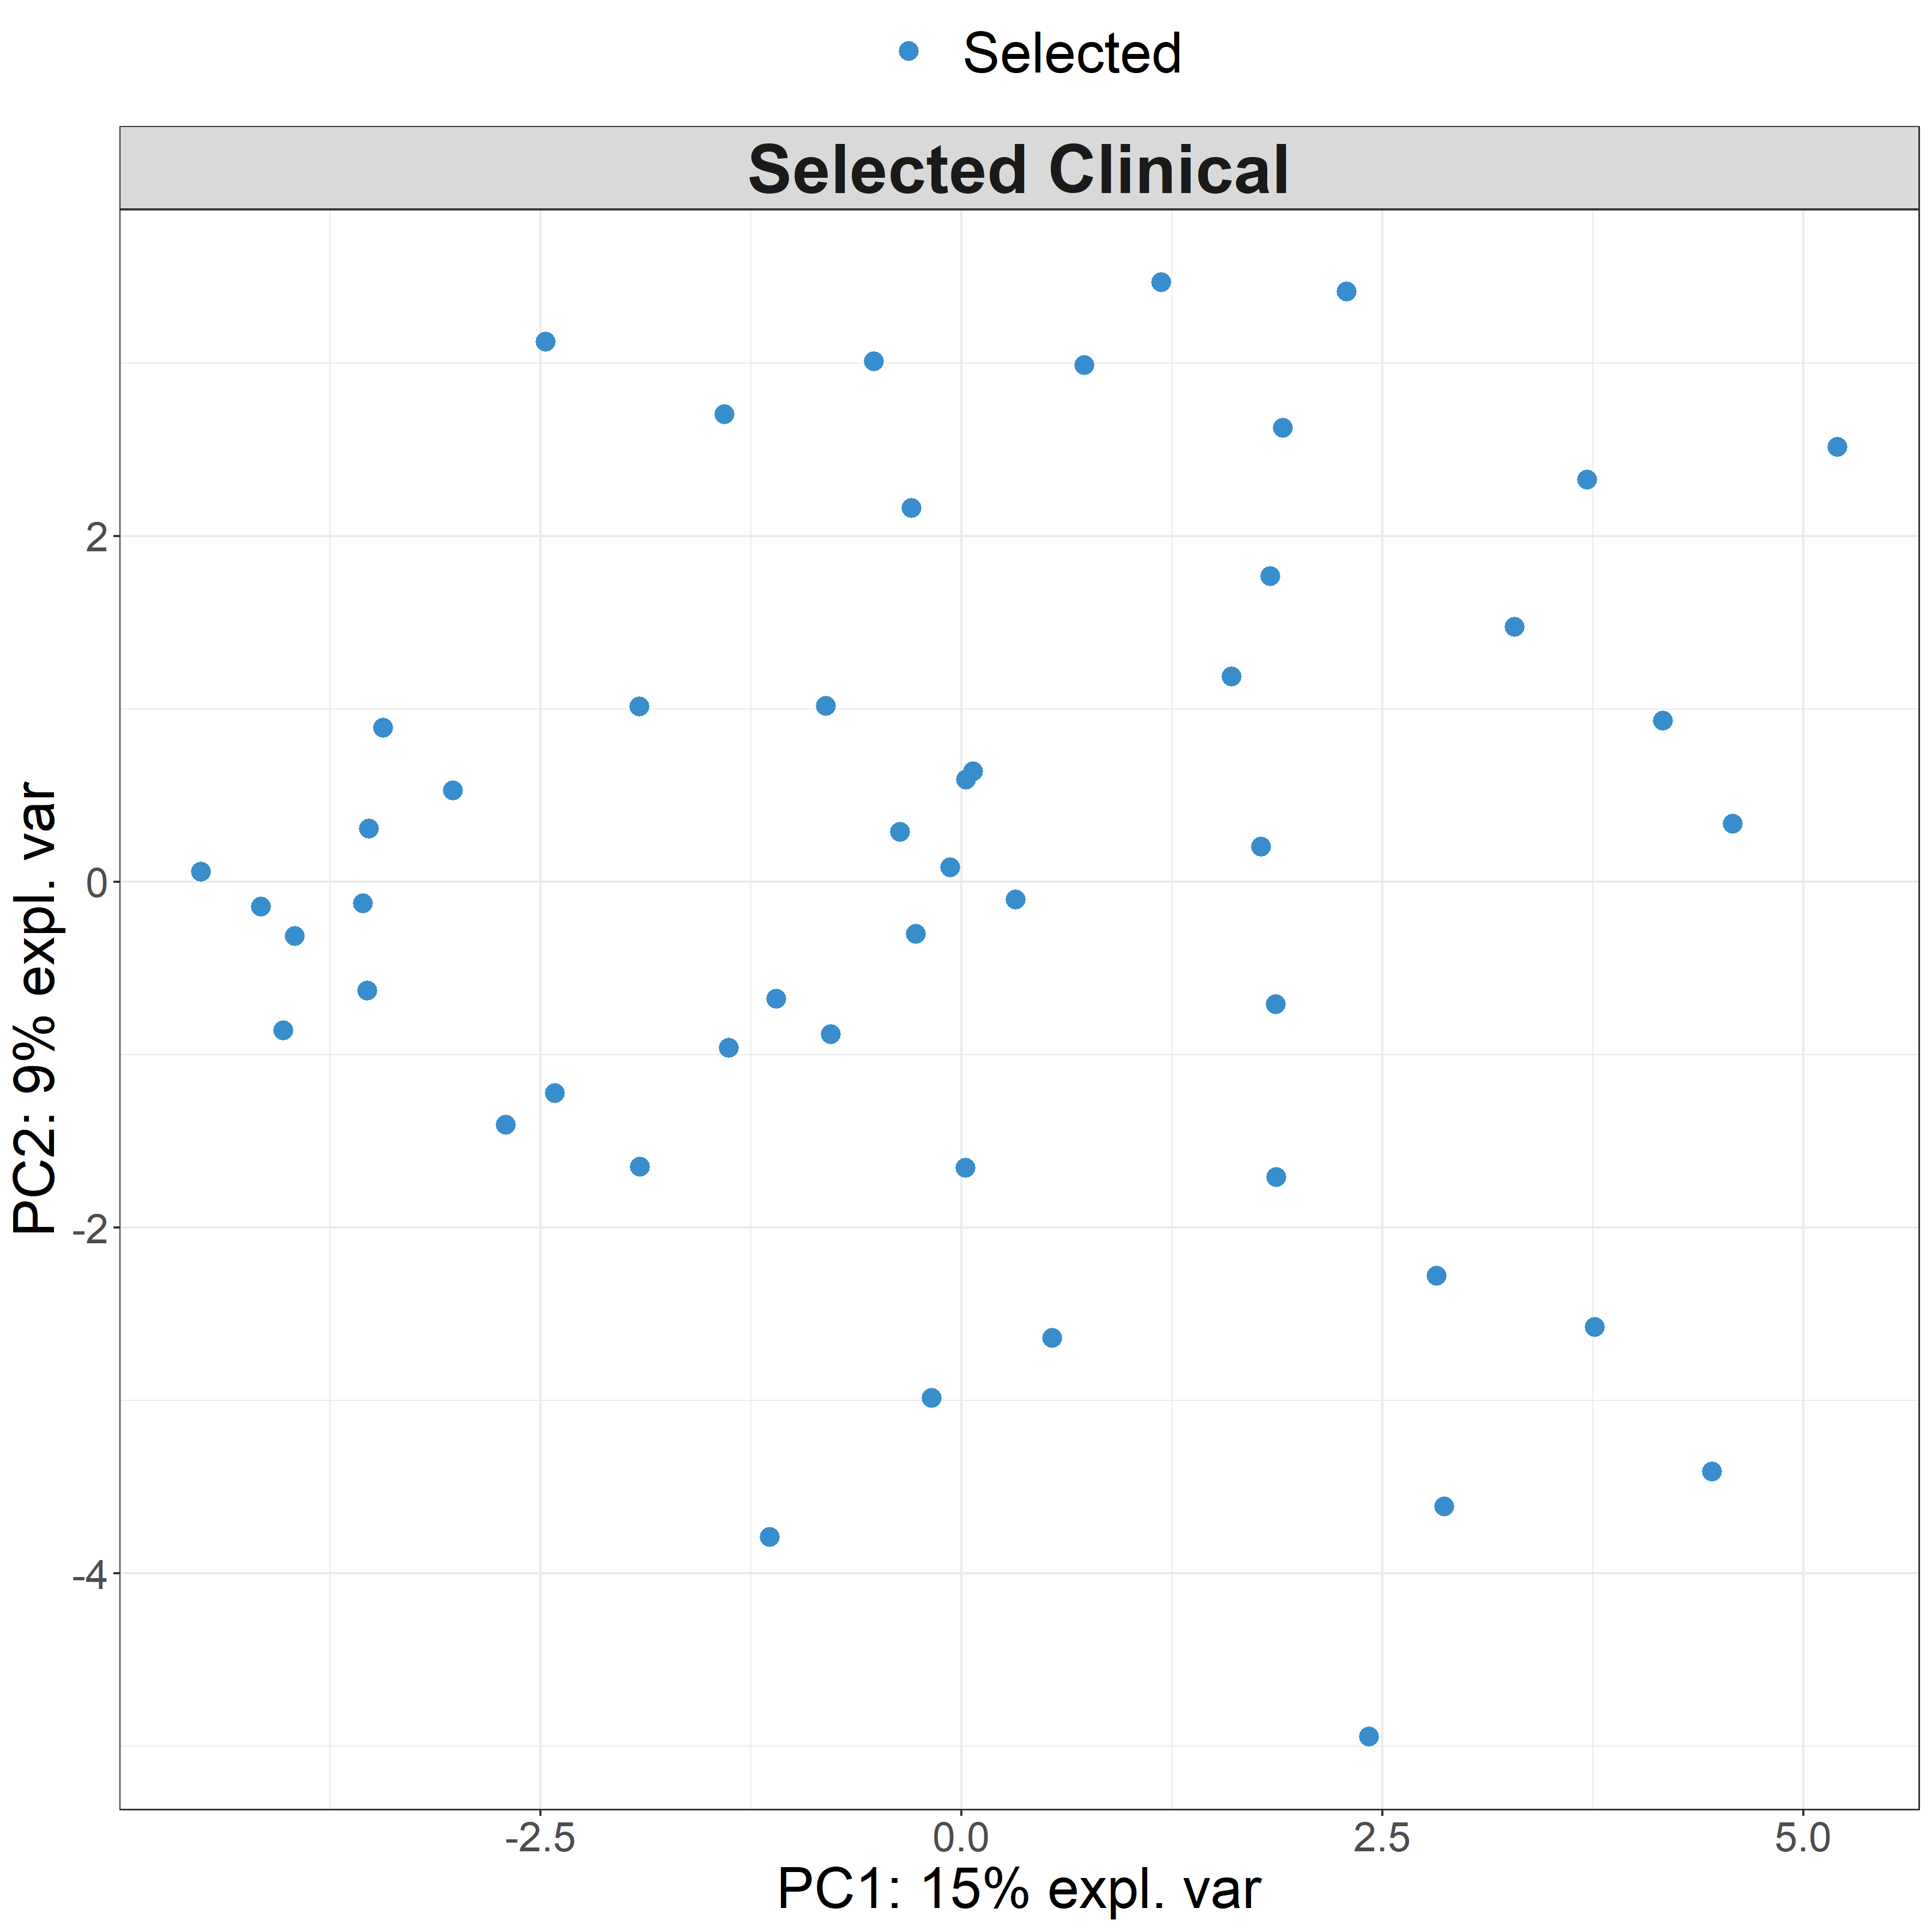 Selected
Selected Clinical
PC2: 9% expl. var
2
0
-2
-4
-2.5 0.0 2.5 5.0
PC1: 15% expl. var